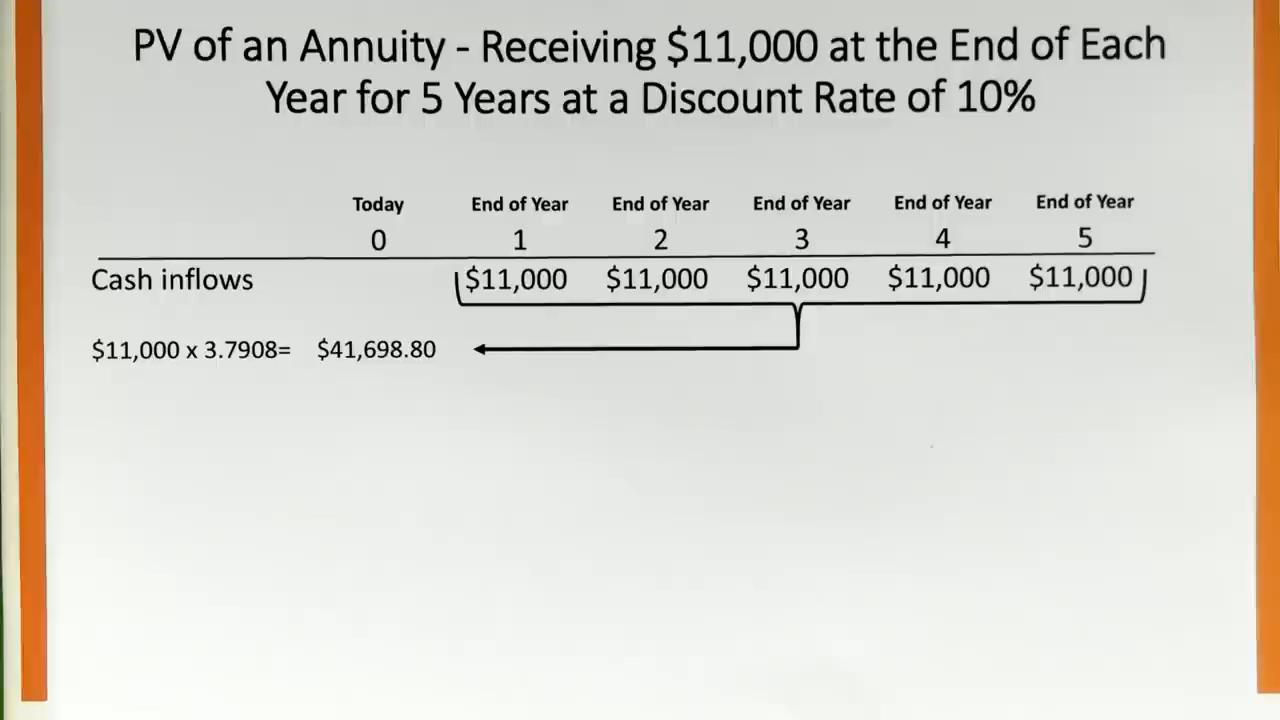 PV of an Annuity - Receiving $11,000 at the End of Each
Year for 5 Years at a Discount Rate of 10%
Today End of Year End of Year End of Year End of Year End of Year
0 1 2 3 4 5
Cash inflows $11,000 $11,000 $11,000 $11,000 $11,000
$11,000 x 3.7908= $41,698.80